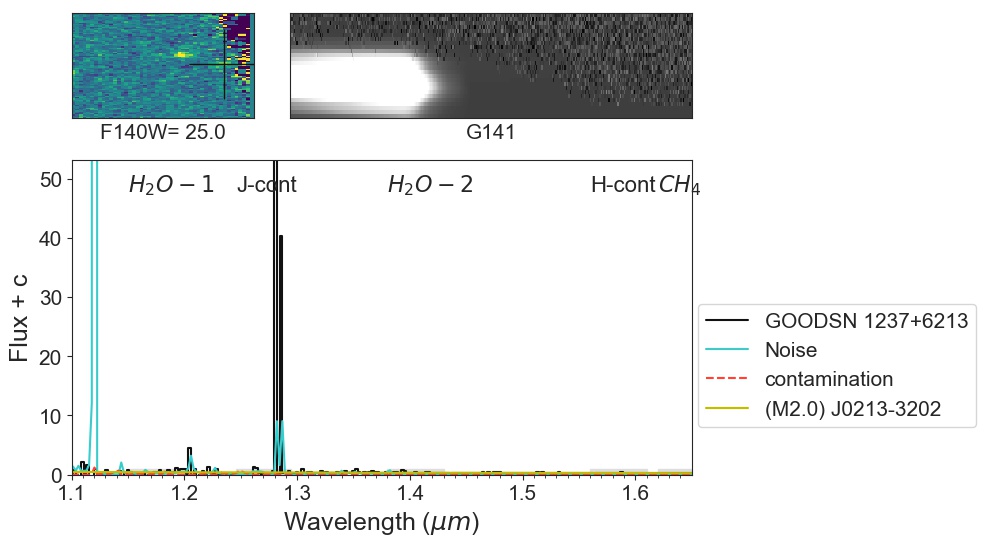 F140W= 25.0
G141
H₂O − 1
J-cont
H₂O − 2
H-cont
CH₄
50
40
30
20
10
0
Flux + c
1.1
1.2
1.3
1.4
1.5
1.6
Wavelength (μm)
GOODSN 1237+6213
Noise
contamination
(M2.0) J0213-3202